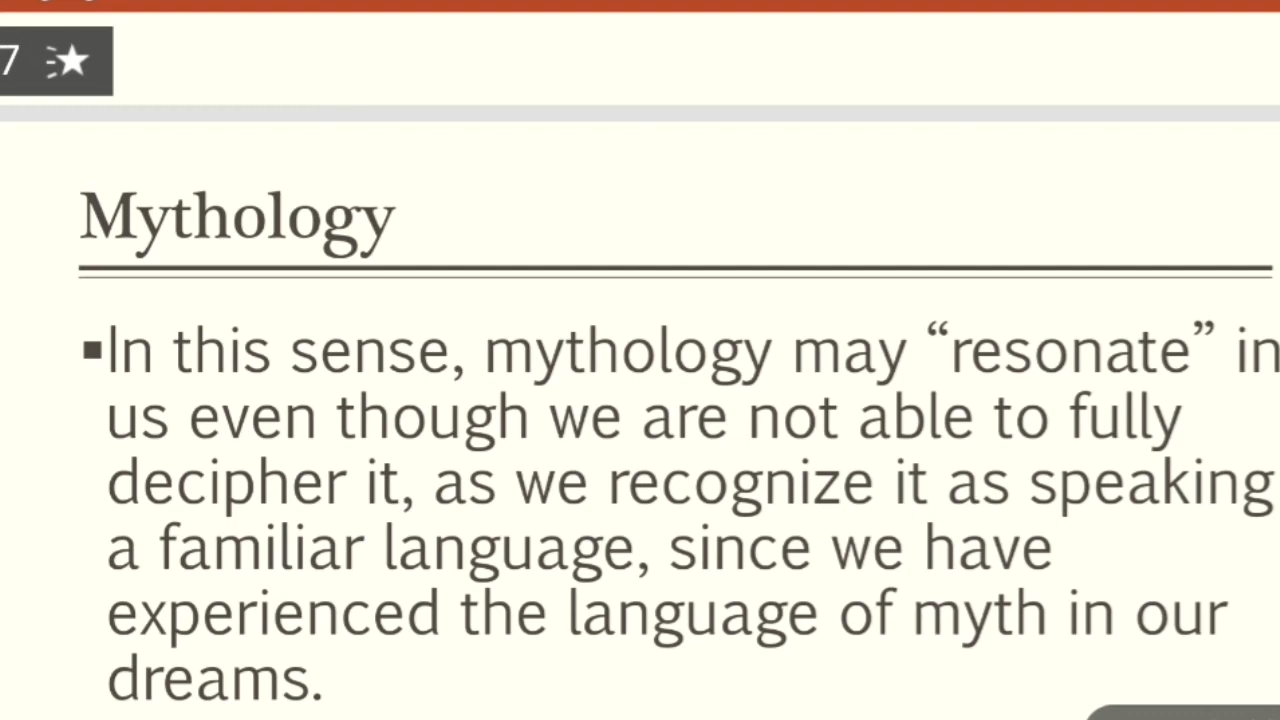 7
Mythology
▪In this sense, mythology may “resonate” in
us even though we are not able to fully
decipher it, as we recognize it as speaking
a familiar language, since we have
experienced the language of myth in our
dreams.